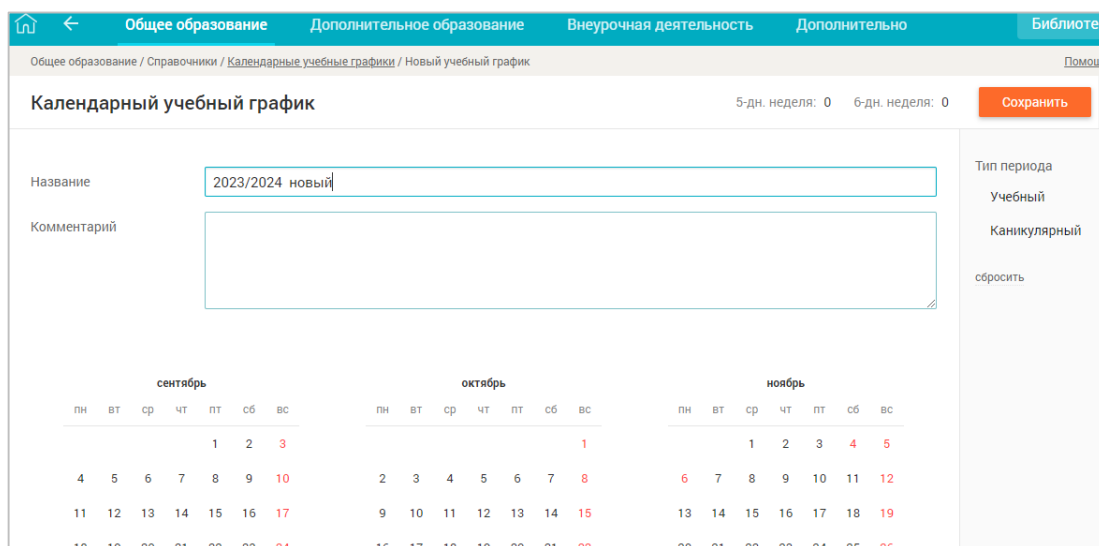 Общее образование Дополнительное образование Внеурочная деятельность Дополнительно Библиоте
Общее образование / Справочники / Календарные учебные графики / Новый учебный график Помощ
Календарный учебный график 5-дн. неделя: 0 6-дн. неделя: 0 Сохранить
Тип периода
Название 2023/2024 новый
Учебный
Комментарий
Каникулярный
сбросить
сентябрь октябрь ноябрь
пн вт ср чт пт сб вс пн вт ср чт пт сб вс пн вт ср чт пт сб вс
1 2 3 1 1 2 3 4 5
4 5 6 7 8 9 10 2 3 4 5 6 7 8 6 7 8 9 10 11 12
11 12 13 14 15 16 17 9 10 11 12 13 14 15 13 14 15 16 17 18 19